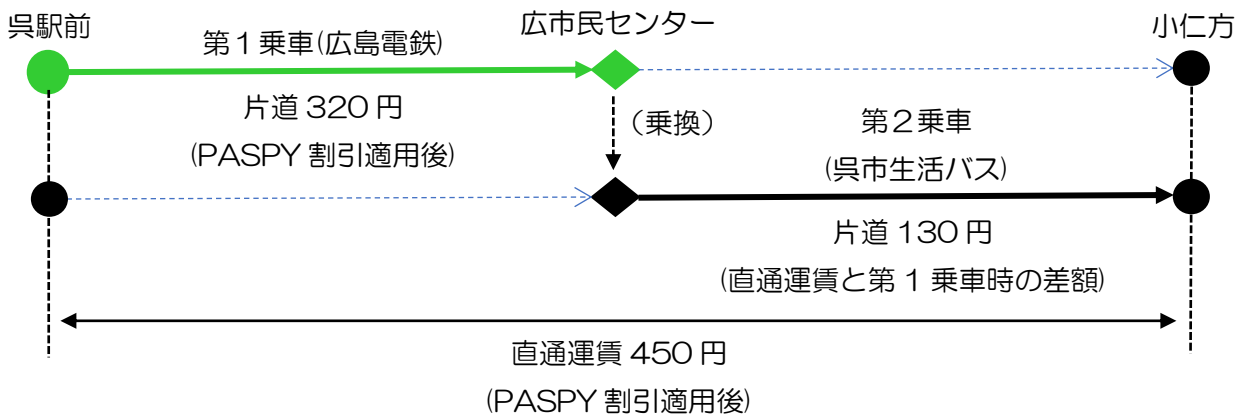 呉駅前
広市民センター
小仁方
第1乗車(広島電鉄)
片道 320 円
(PASPY 割引適用後)
(乗換)
第2乗車
(呉市生活バス)
片道 130 円
(直通運賃と第 1 乗車時の差額)
直通運賃 450 円
(PASPY 割引適用後)